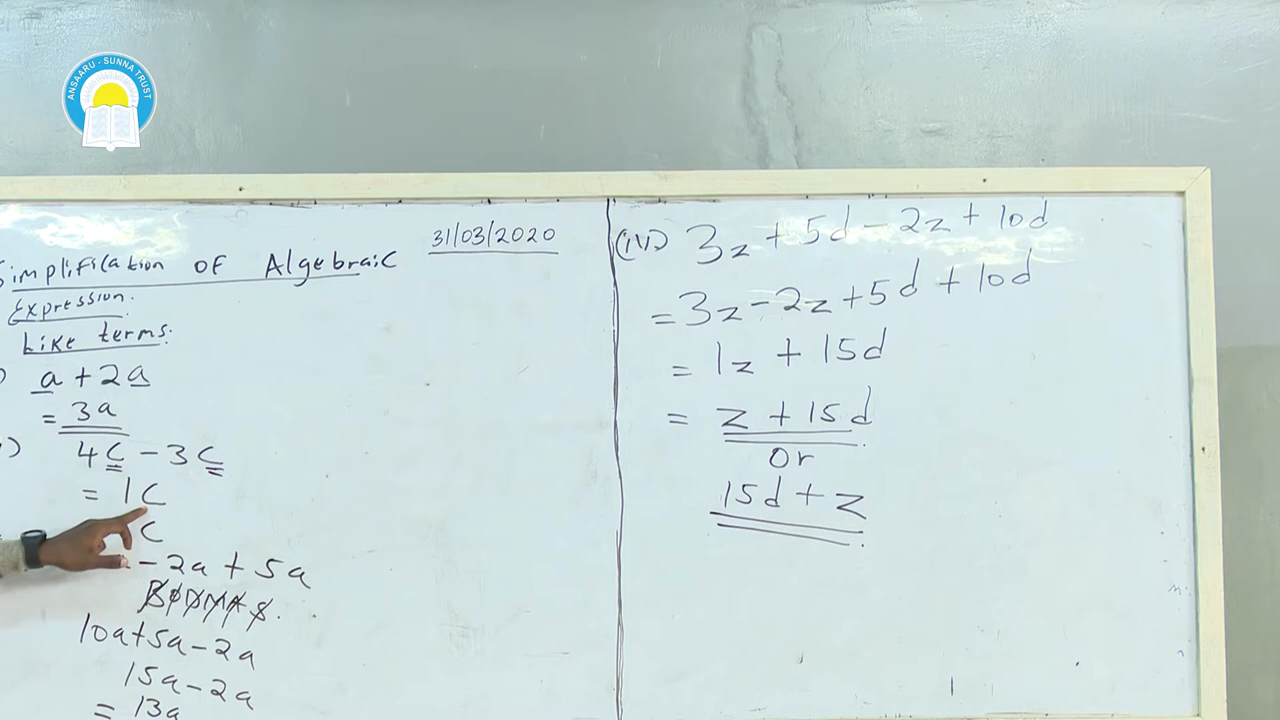 ANSAARU - SUNNA TRUST
31/03/2020
Simplification OF Algebraic
Expression.
Like terms:
) a + 2a
= 3a
) 4c - 3c
= 1c
c
- 2a + 5a
BODMAS.
10a+5a-2a
15a-2a
= 13a
(iv) 3z + 5d - 2z + 10d
= 3z - 2z + 5d + 10d
= 1z + 15d
= z + 15d
Or
15d + z